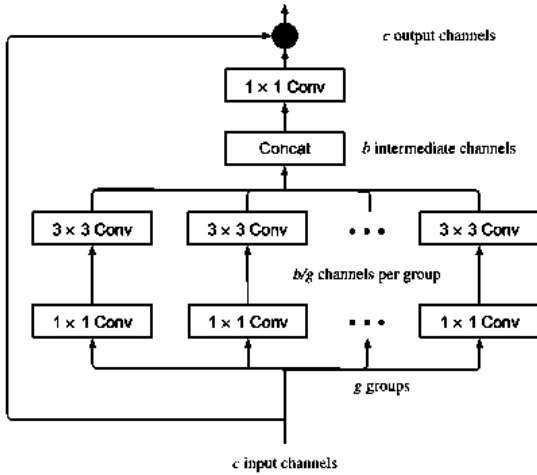 c output channels
1 × 1 Conv
Concat
b intermediate channels
3 × 3 Conv 3 × 3 Conv 3 × 3 Conv
b/g channels per group
1 × 1 Conv 1 × 1 Conv 1 × 1 Conv
g groups
c input channels